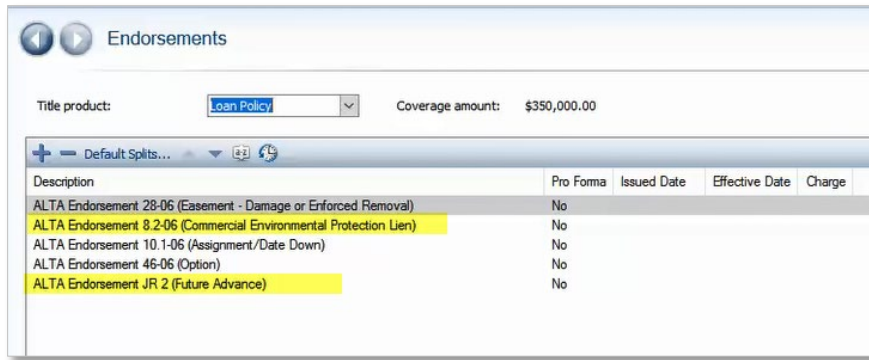 Endorsements
Title product: Loan Policy Coverage amount: $350,000.00
Default Splits...
Description Pro Forma Issued Date Effective Date Charge
ALTA Endorsement 28-06 (Easement - Damage or Enforced Removal) No
ALTA Endorsement 8.2-06 (Commercial Environmental Protection Lien) No
ALTA Endorsement 10.1-06 (Assignment/Date Down) No
ALTA Endorsement 46-06 (Option) No
ALTA Endorsement JR 2 (Future Advance) No